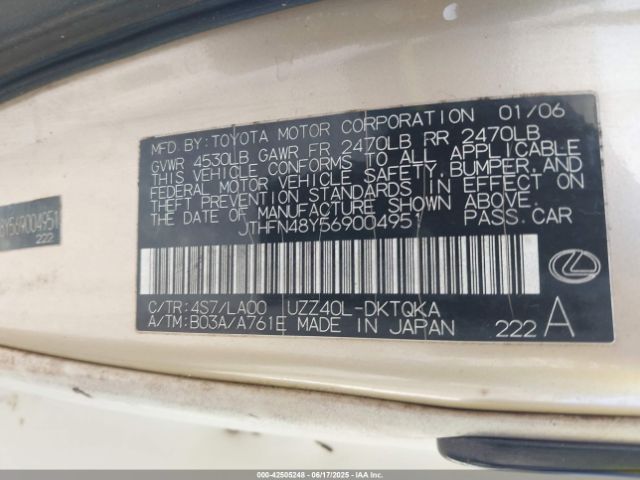 MFD.BY:TOYOTA MOTOR CORPORATION 01/06
GVWR 4530LB GAWR FR 2470LB RR 2470LB
THIS VEHICLE CONFORMS TO ALL APPLICABLE
FEDERAL MOTOR VEHICLE SAFETY,BUMPER,AND
THEFT PREVENTION STANDARDS IN EFFECT ON
THE DATE OF MANUFACTURE SHOWN ABOVE.
JTHFN48Y569004951 PASS.CAR
C/TR:4S7/LA00 UZZ40L-DKTQKA
A/TM:B03A/A761E MADE IN JAPAN 222 A
8Y569004951
222
000-42505248 - 06/17/2025 - IAA Inc.